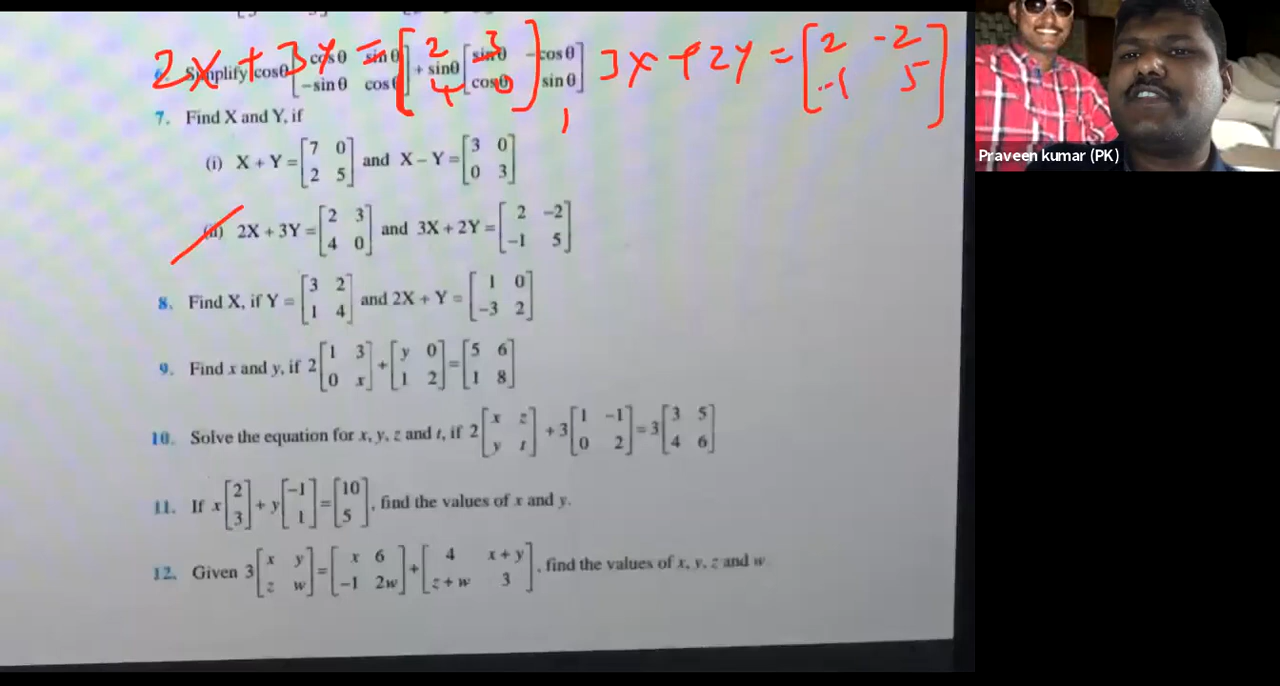 2X + 3Y = [2 3 3X + 2Y = [2 -2
4 0] -1 5]
6. Simplify cosθ [cosθ sinθ + sinθ [sinθ -cosθ
-sinθ cosθ] cosθ sinθ]
7. Find X and Y, if
(i) X + Y = [7 0 and X – Y = [3 0
2 5] 0 3]
(ii) 2X + 3Y = [2 3 and 3X + 2Y = [2 -2
4 0] -1 5]
8. Find X, if Y = [3 2 and 2X + Y = [1 0
1 4] -3 2]
9. Find x and y, if 2 [1 3 + [y 0 = [5 6
0 x] 1 2] 1 8]
10. Solve the equation for x, y, z and t, if 2 [x z + 3 [1 -1 = 3 [3 5
y t] 0 2] 4 6]
11. If x [2 + y [-1 = [10 , find the values of x and y.
3] 1] 5]
12. Given 3 [x y = [x 6 + [4 x + y , find the values of x, y, z and w
z w] -1 2w] z + w 3]
Praveen kumar (PK)